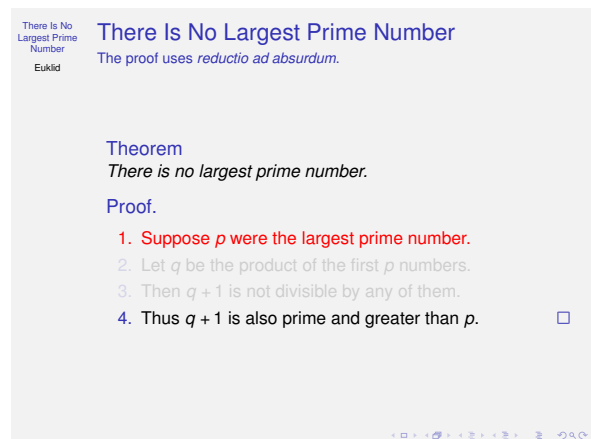 There Is No
Largest Prime
Number
Euklid
There Is No Largest Prime Number
The proof uses reductio ad absurdum.
Theorem
There is no largest prime number.
Proof.
1. Suppose p were the largest prime number.
2. Let q be the product of the first p numbers.
3. Then q + 1 is not divisible by any of them.
4. Thus q + 1 is also prime and greater than p.